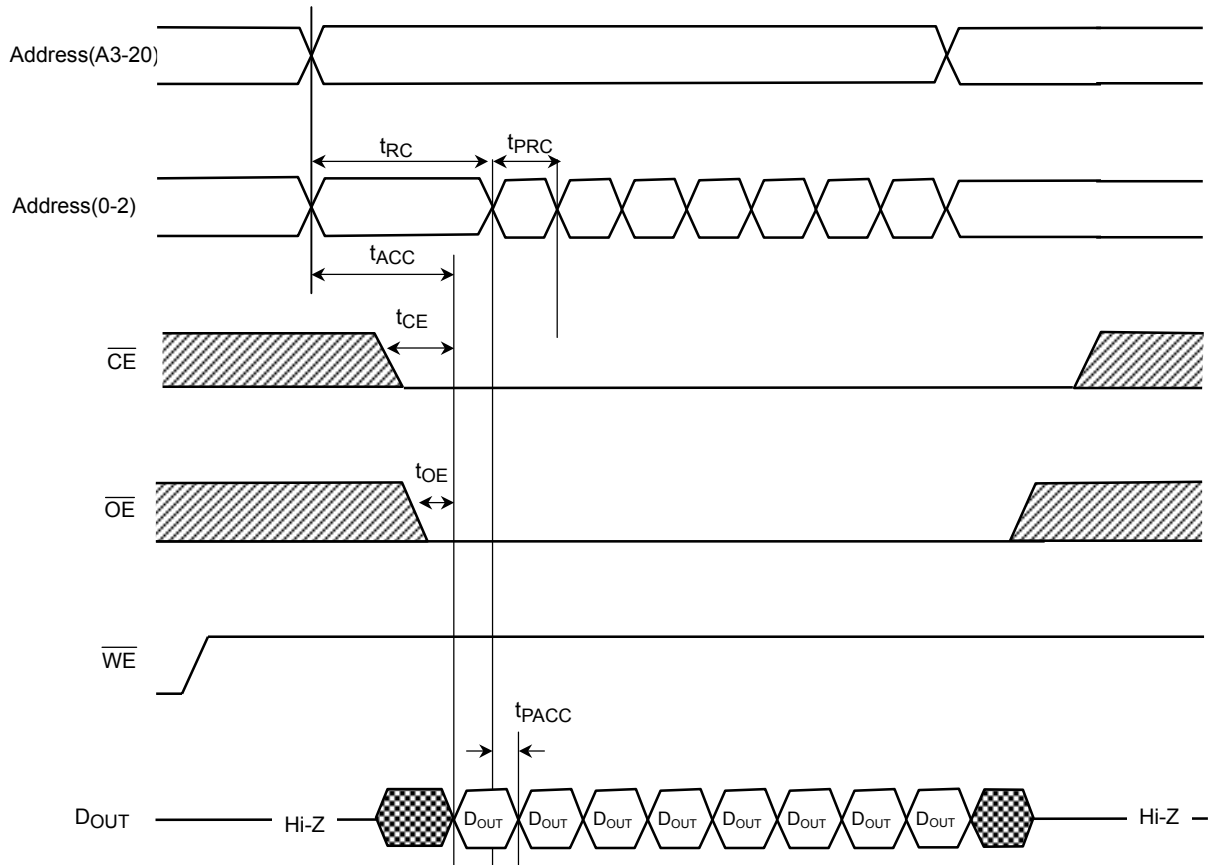 Address(A3-20)
tRC
tPRC
Address(0-2)
tACC
tCE
CE
tOE
OE
WE
tPACC
DOUT
Hi-Z
DOUT
DOUT
DOUT
DOUT
DOUT
DOUT
DOUT
DOUT
Hi-Z